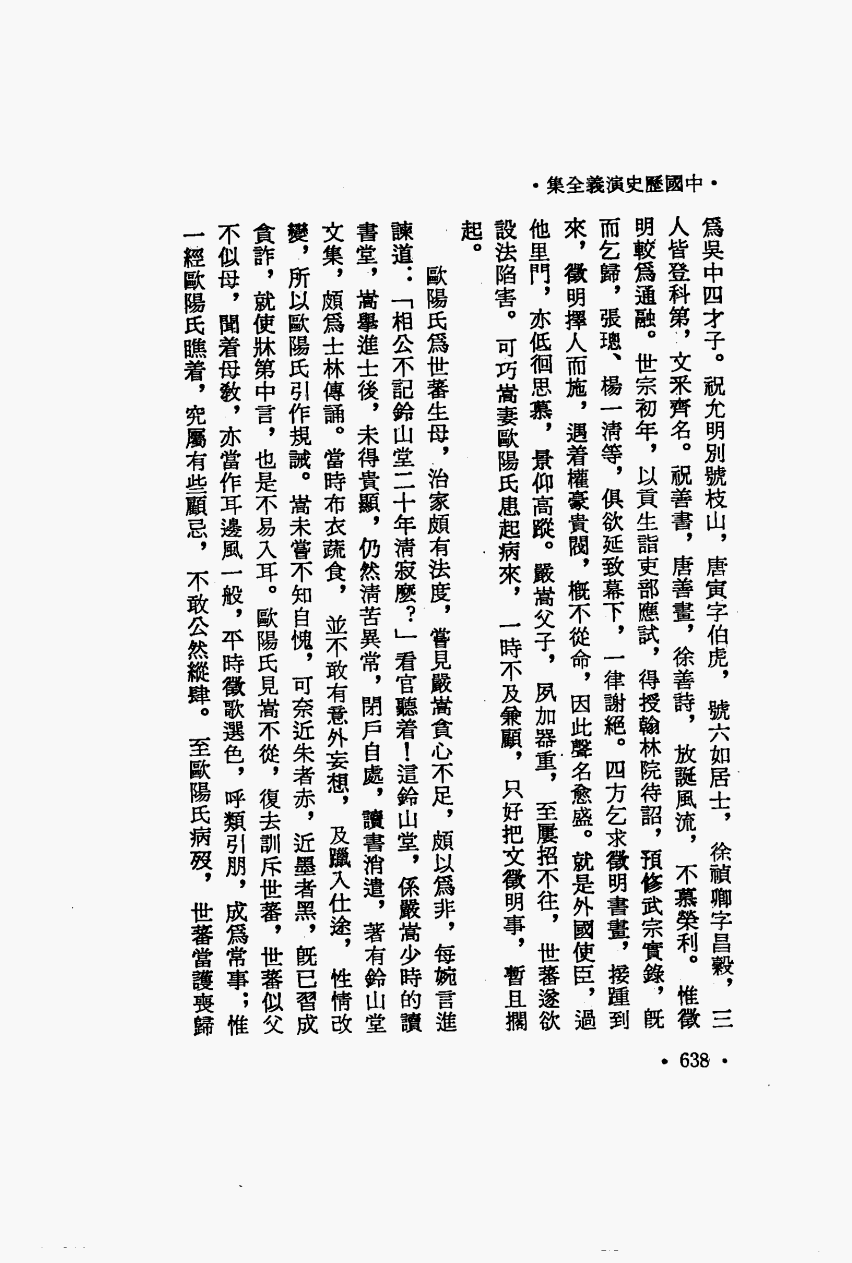 •中國歷史演義全集•
爲吳中四才子。祝允明別號枝山，唐寅字伯虎，號六如居士，徐禎卿字昌穀，三
人皆登科第，文釆齊名。祝善書，唐善畫，徐善詩，放誕風流，不慕榮利。惟徵
明較爲通融。世宗初年，以貢生詣吏部應試，得授翰林院待詔，預修武宗實錄，旣
而乞歸，張璁、楊一淸等，俱欲延致幕下，一律謝絕。四方乞求徵明書畫，接踵到
來，徵明擇人而施，遇着權豪貴閥，槪不從命，因此聲名愈盛。就是外國使臣，過
他里門，亦低徊思慕，景仰高蹤。嚴嵩父子，夙加器重，至屢招不往，世蕃遂欲
設法陷害。可巧嵩妻歐陽氏患起病來，一時不及兼顧，只好把文徵明事，暫且擱
起。
歐陽氏爲世蕃生母，治家頗有法度，嘗見嚴嵩貪心不足，頗以爲非，每婉言進
諫道：「相公不記鈴山堂二十年淸寂麽？」看官聽着！這鈴山堂，係嚴嵩少時的讀
書堂，嵩擧進士後，未得貴顯，仍然淸苦異常，閉戶自處，讀書消遣，著有鈴山堂
文集，頗爲士林傳誦。當時布衣蔬食，並不敢有意外妄想，及躐入仕途，性情改
變，所以歐陽氏引作規誡。嵩未嘗不知自愧，可奈近朱者赤，近墨者黑，旣已習成
貪詐，就使牀第中言，也是不易入耳。歐陽氏見嵩不從，復去訓斥世蕃，世蕃似父
不似母，聞着母敎，亦當作耳邊風一般，平時徵歌選色，呼類引朋，成爲常事；惟
一經歐陽氏瞧着，究屬有些顧忌，不敢公然縱肆。至歐陽氏病歿，世蕃當護喪歸
•638•